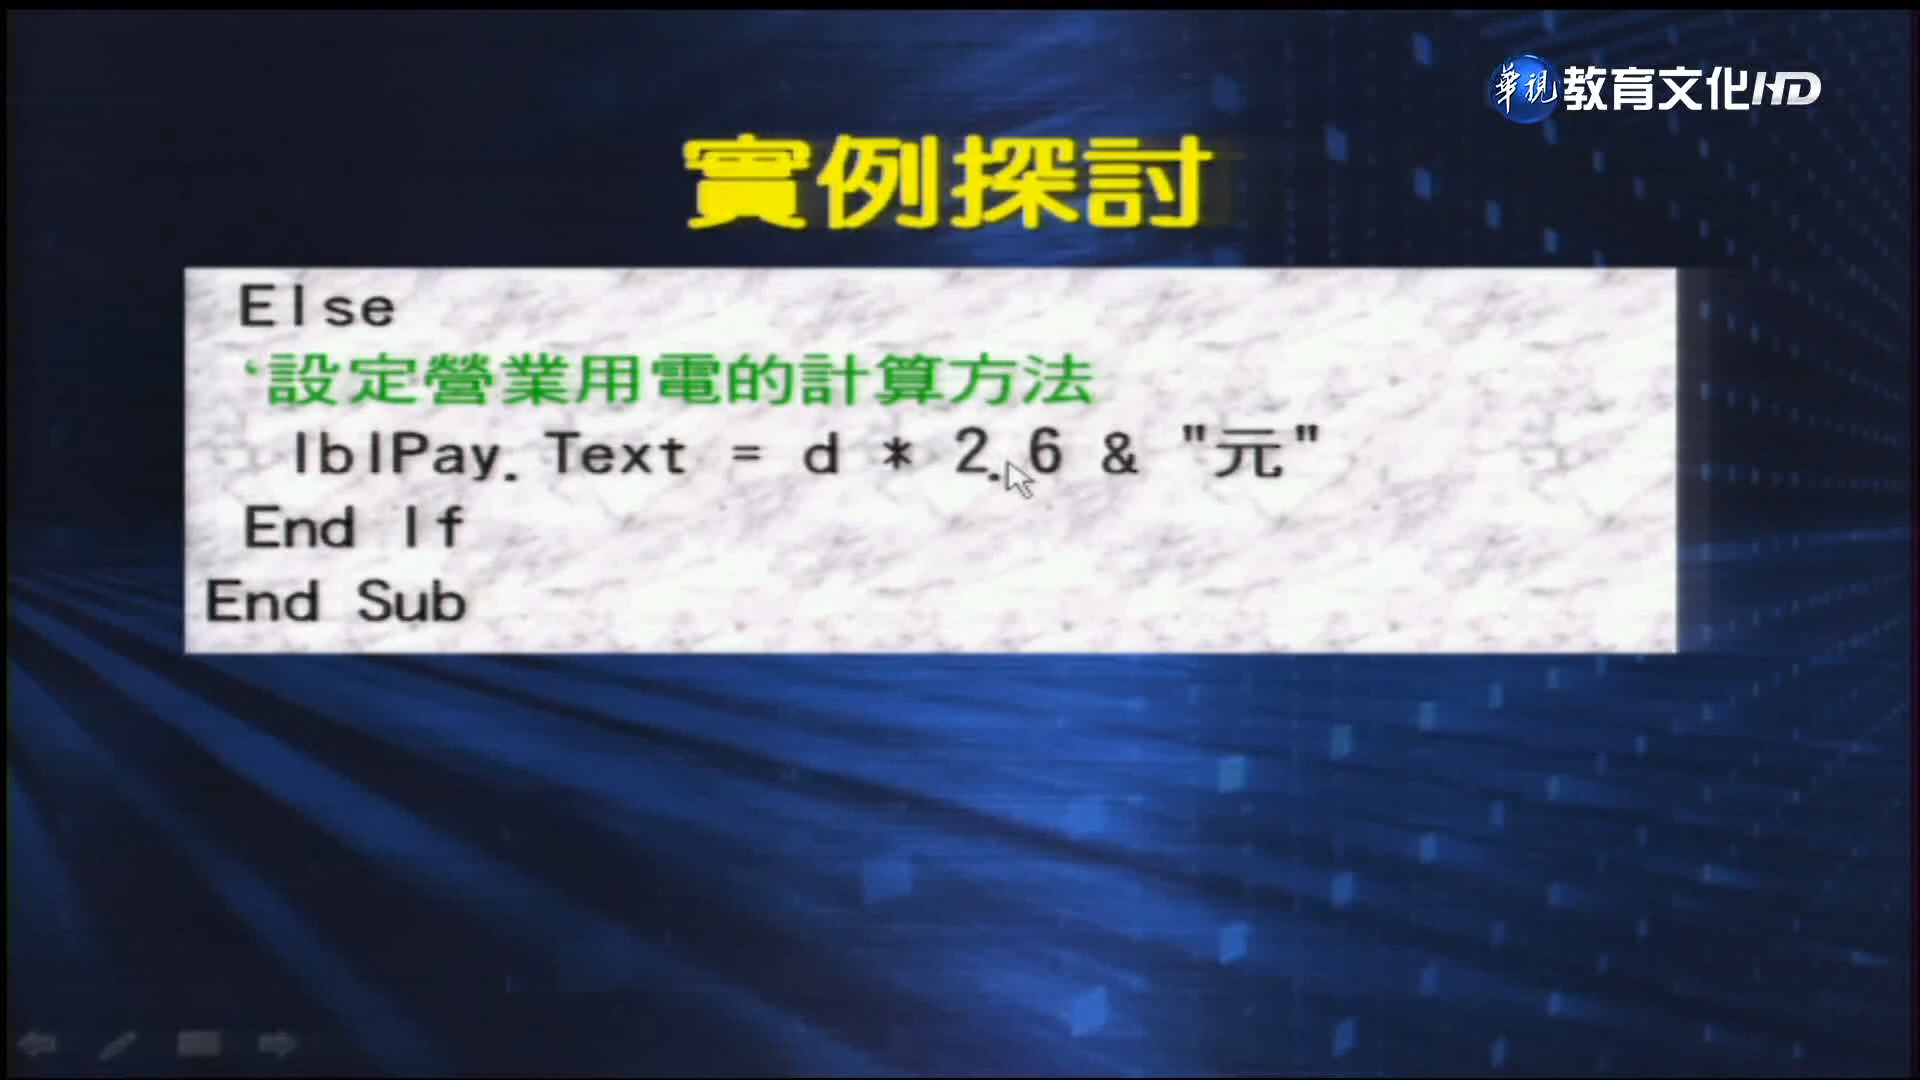 華視 教育文化HD
實例探討
Else
‘設定營業用電的計算方法
lblPay.Text = d * 2.6 & "元"
End If
End Sub